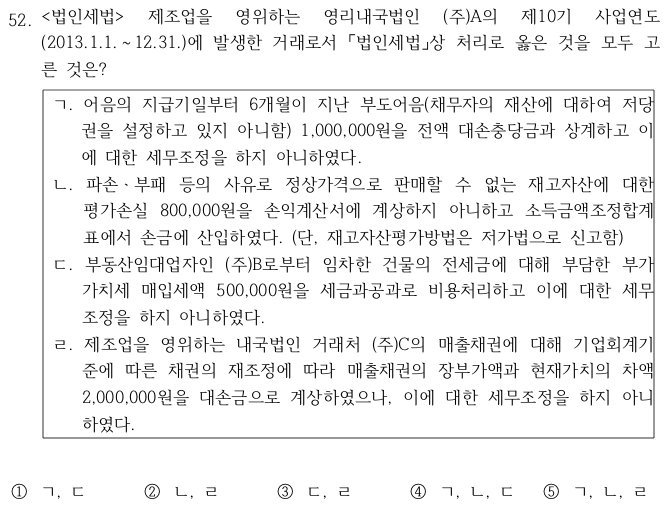 52. <법인세법> 제조업을 영위하는 영리내국법인 (주)A의 제10기 사업연도
(2013.1.1.~12.31.)에 발생한 거래로서 「법인세법」상 처리로 옳은 것을 모두 고
른 것은?
ㄱ. 어음의 지급기일부터 6개월이 지난 부도어음(채무자의 재산에 대하여 저당
권을 설정하고 있지 아니함) 1,000,000원을 전액 대손충당금과 상계하고 이
에 대한 세무조정을 하지 아니하였다.
ㄴ. 파손ㆍ부패 등의 사유로 정상가격으로 판매할 수 없는 재고자산에 대한
평가손실 800,000원을 손익계산서에 계상하지 아니하고 소득금액조정합계
표에서 손금에 산입하였다. (단, 재고자산평가방법은 저가법으로 신고함)
ㄷ. 부동산임대업자인 (주)B로부터 임차한 건물의 전세금에 대해 부담한 부가
가치세 매입세액 500,000원을 세금과공과로 비용처리하고 이에 대한 세무
조정을 하지 아니하였다.
ㄹ. 제조업을 영위하는 내국법인 거래처 (주)C의 매출채권에 대해 기업회계기
준에 따른 채권의 재조정에 따라 매출채권의 장부가액과 현재가치의 차액
2,000,000원을 대손금으로 계상하였으나, 이에 대한 세무조정을 하지 아니
하였다.
① ㄱ, ㄷ ② ㄴ, ㄹ ③ ㄷ, ㄹ ④ ㄱ, ㄴ, ㄷ ⑤ ㄱ, ㄴ, ㄹ